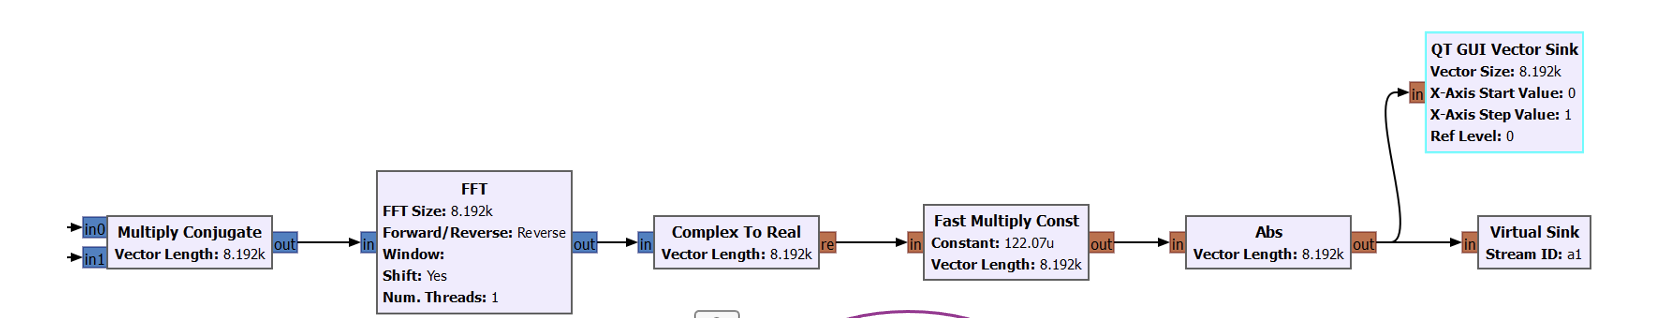 QT GUI Vector Sink
Vector Size: 8.192k
in
X-Axis Start Value: 0
X-Axis Step Value: 1
Ref Level: 0
in0
in1
Multiply Conjugate
Vector Length: 8.192k
out
in
FFT
FFT Size: 8.192k
Forward/Reverse: Reverse
Window:
Shift: Yes
Num. Threads: 1
out
in
Complex To Real
Vector Length: 8.192k
re
in
Fast Multiply Const
Constant: 122.07u
Vector Length: 8.192k
out
in
Abs
Vector Length: 8.192k
out
in
Virtual Sink
Stream ID: a1